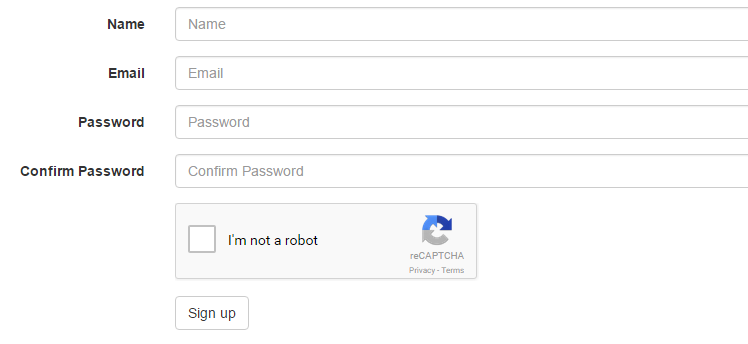 Name Name
Email Email
Password Password
Confirm Password Confirm Password
I'm not a robot
reCAPTCHA
Privacy - Terms
Sign up